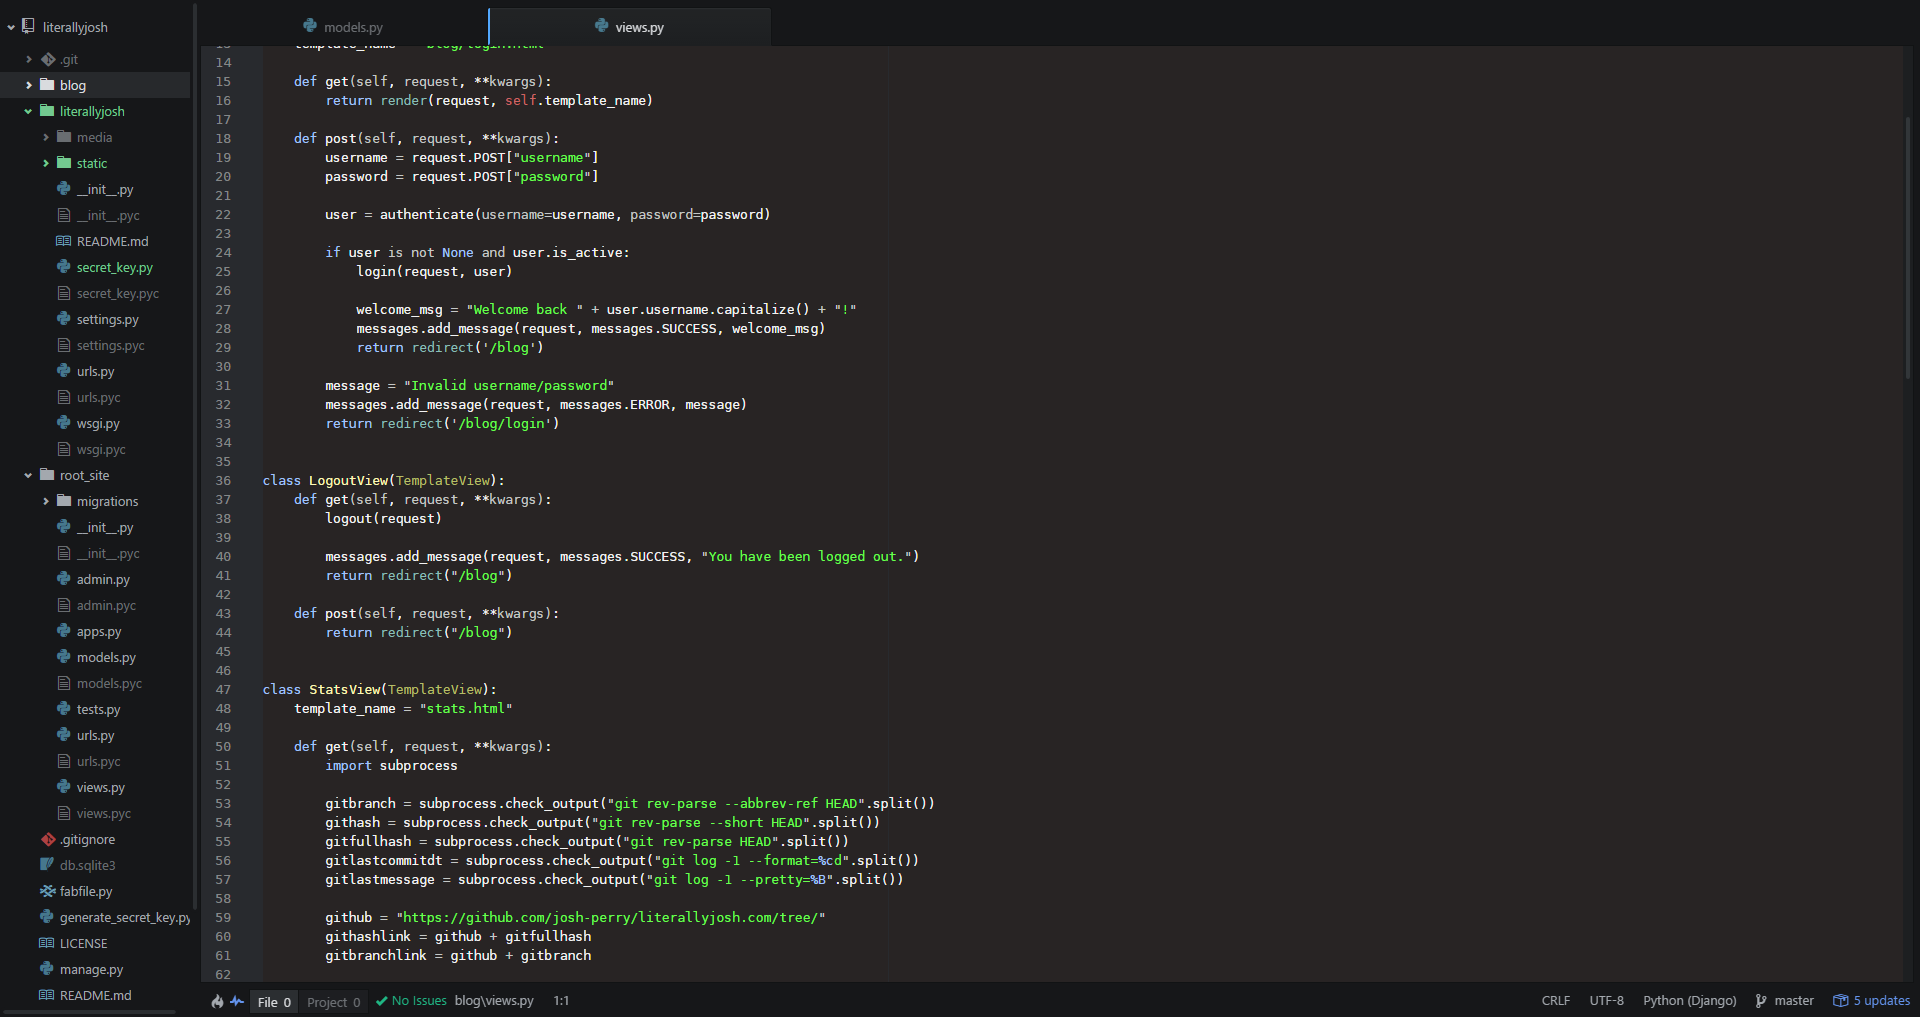 literallyjosh
.git
blog
literallyjosh
media
static
__init__.py
__init__.pyc
README.md
secret_key.py
secret_key.pyc
settings.py
settings.pyc
urls.py
urls.pyc
wsgi.py
wsgi.pyc
root_site
migrations
__init__.py
__init__.pyc
admin.py
admin.pyc
apps.py
models.py
models.pyc
tests.py
urls.py
urls.pyc
views.py
views.pyc
.gitignore
db.sqlite3
fabfile.py
generate_secret_key.py
LICENSE
manage.py
README.md
models.py
views.py
13 template_name = "blog/login.html"
14
15 def get(self, request, **kwargs):
16 return render(request, self.template_name)
17
18 def post(self, request, **kwargs):
19 username = request.POST["username"]
20 password = request.POST["password"]
21
22 user = authenticate(username=username, password=password)
23
24 if user is not None and user.is_active:
25 login(request, user)
26
27 welcome_msg = "Welcome back " + user.username.capitalize() + "!"
28 messages.add_message(request, messages.SUCCESS, welcome_msg)
29 return redirect('/blog')
30
31 message = "Invalid username/password"
32 messages.add_message(request, messages.ERROR, message)
33 return redirect('/blog/login')
34
35
36 class LogoutView(TemplateView):
37 def get(self, request, **kwargs):
38 logout(request)
39
40 messages.add_message(request, messages.SUCCESS, "You have been logged out.")
41 return redirect("/blog")
42
43 def post(self, request, **kwargs):
44 return redirect("/blog")
45
46
47 class StatsView(TemplateView):
48 template_name = "stats.html"
49
50 def get(self, request, **kwargs):
51 import subprocess
52
53 gitbranch = subprocess.check_output("git rev-parse --abbrev-ref HEAD".split())
54 githash = subprocess.check_output("git rev-parse --short HEAD".split())
55 gitfullhash = subprocess.check_output("git rev-parse HEAD".split())
56 gitlastcommitdt = subprocess.check_output("git log -1 --format=%cd".split())
57 gitlastmessage = subprocess.check_output("git log -1 --pretty=%B".split())
58
59 github = "https://github.com/josh-perry/literallyjosh.com/tree/"
60 githashlink = github + gitfullhash
61 gitbranchlink = github + gitbranch
62
File 0 Project 0 No Issues blog\views.py 1:1 CRLF UTF-8 Python (Django) master 5 updates